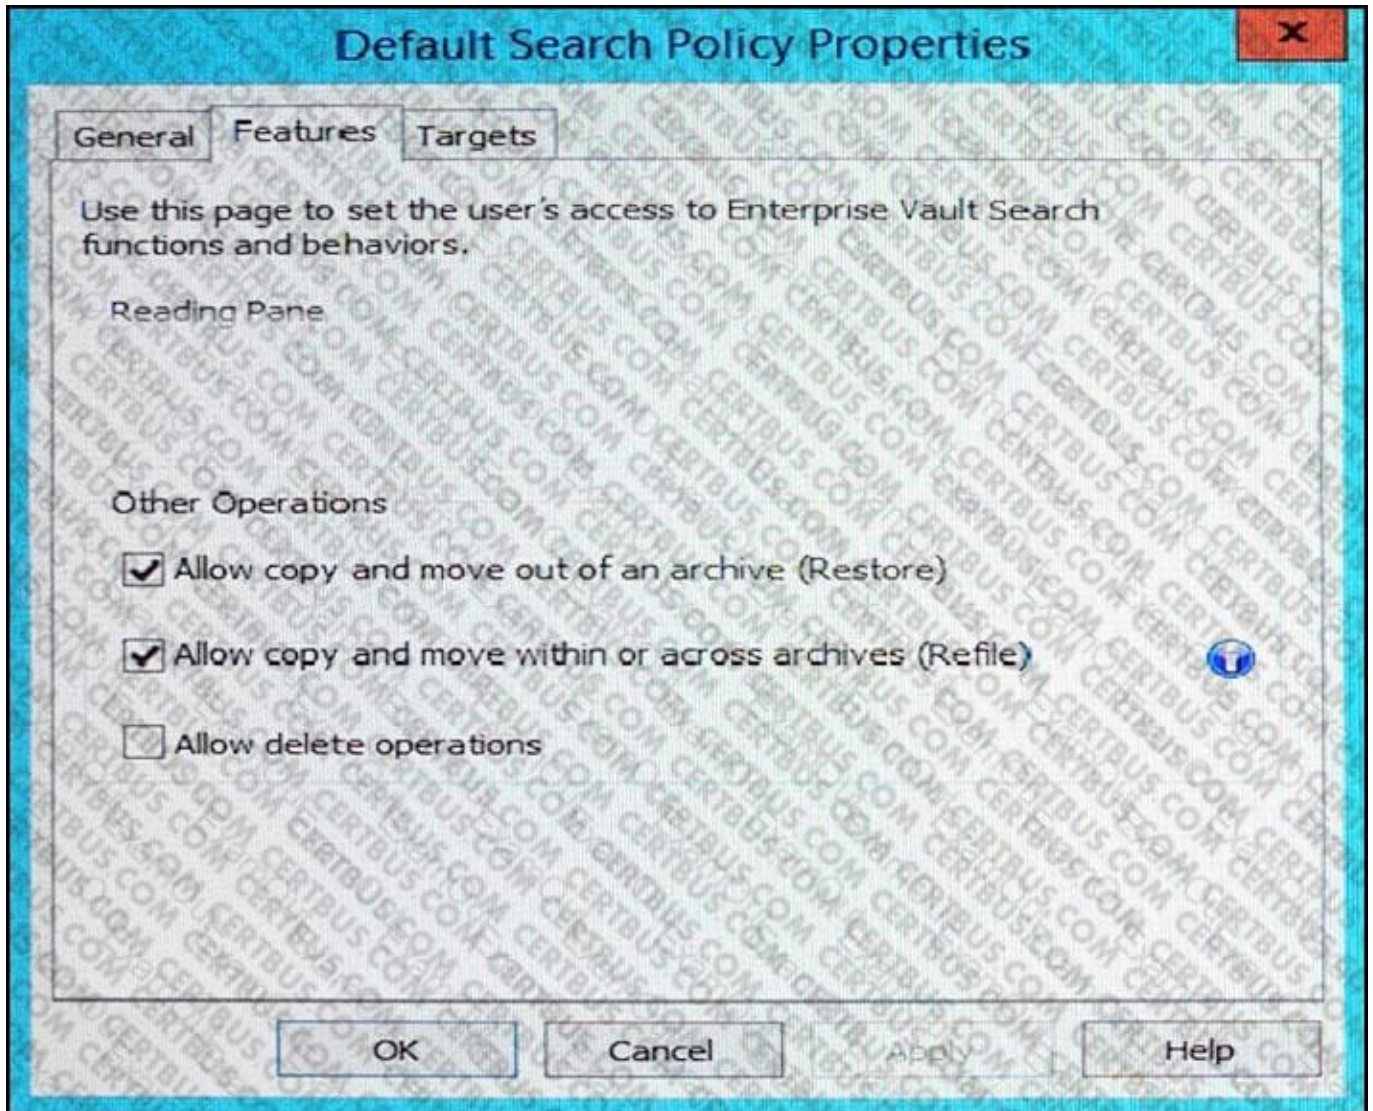 Default Search Policy Properties
x
General
Features
Targets
Use this page to set the user's access to Enterprise Vault Search
functions and behaviors.
Reading Pane
Other Operations
Allow copy and move out of an archive (Restore)
Allow copy and move within or across archives (Refile)
Allow delete operations
OK
Cancel
Apply
Help
CERTBUS.COM